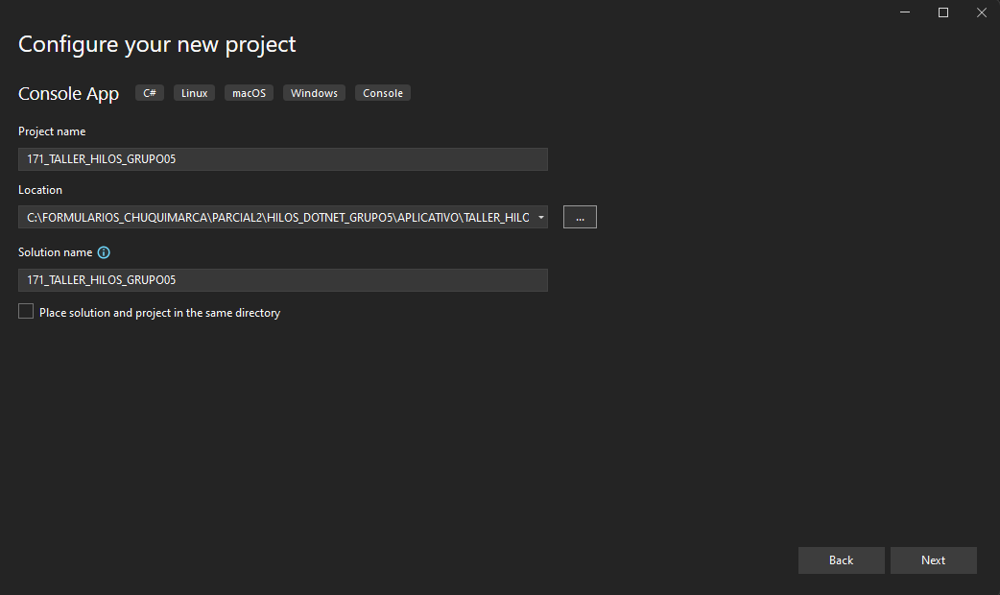 Configure your new project
Console App C# Linux macOS Windows Console
Project name
171_TALLER_HILOS_GRUPO05
Location
C:\FORMULARIOS_CHUQUIMARCA\PARCIAL2\HILOS_DOTNET_GRUPO5\APLICATIVO\TALLER_HILO
...
Solution name
171_TALLER_HILOS_GRUPO05
Place solution and project in the same directory
Back Next